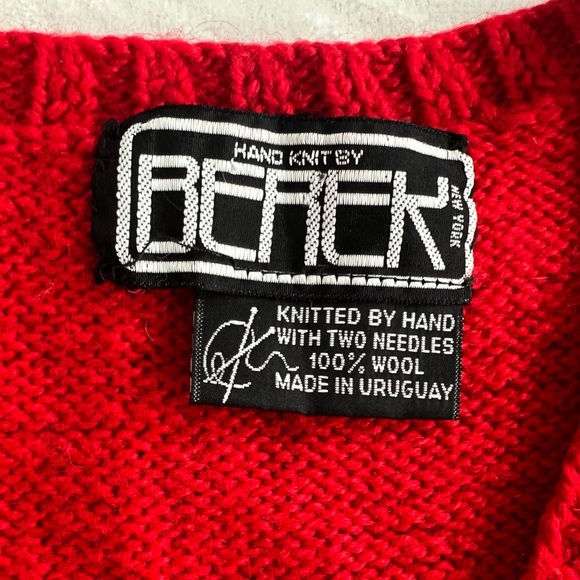 HAND KNIT BY
BEREK
NEW YORK
KNITTED BY HAND
WITH TWO NEEDLES
100% WOOL
MADE IN URUGUAY